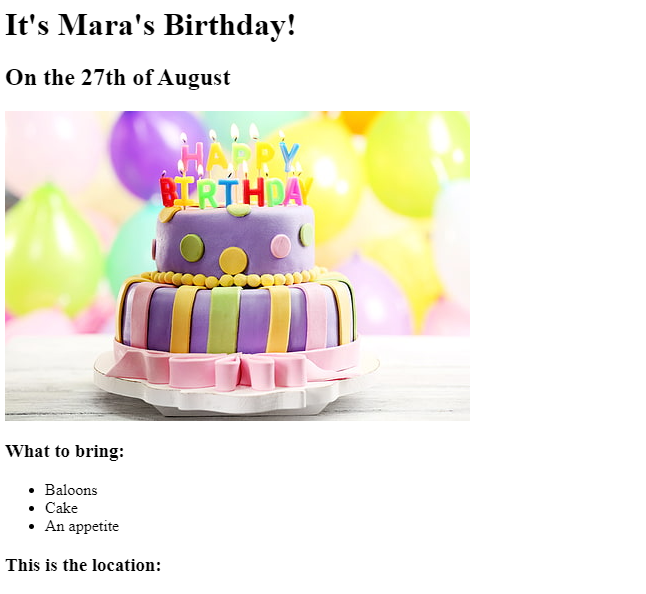 It's Mara's Birthday!
On the 27th of August
HAPPY
BIRTHDAY
What to bring:
Baloons
Cake
An appetite
This is the location: